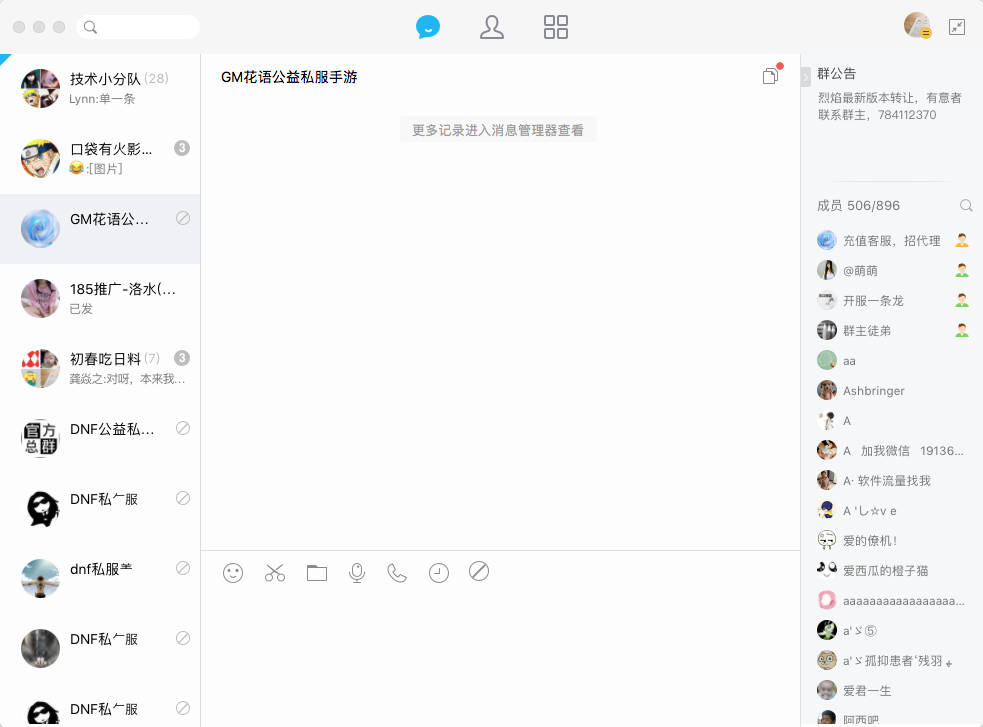 技术小分队 (28)
Lynn:单一条
口袋有火影...
3
:[图片]
GM花语公...
185推广-洛水(...
已发
初春吃日料 (7)
3
龚焱之:对呀，本来我...
官方总群
DNF公益私...
DNF私𠂉服
dnf私服
DNF私𠂉服
DNF私𠂉服
GM花语公益私服手游
更多记录进入消息管理器查看
群公告
烈焰最新版本转让，有意者
联系群主，784112370
成员 506/896
充值客服，招代理
@萌萌
开服一条龙
群主徒弟
aa
Ashbringer
A
A 加我微信 19136...
A· 软件流量找我
A 'し☆v e
爱的僚机！
爱西瓜的橙子猫
aaaaaaaaaaaaaaaaa...
a'ゞ⑤
a'ゞ孤抑患者‘残羽
爱君一生
阿西吧